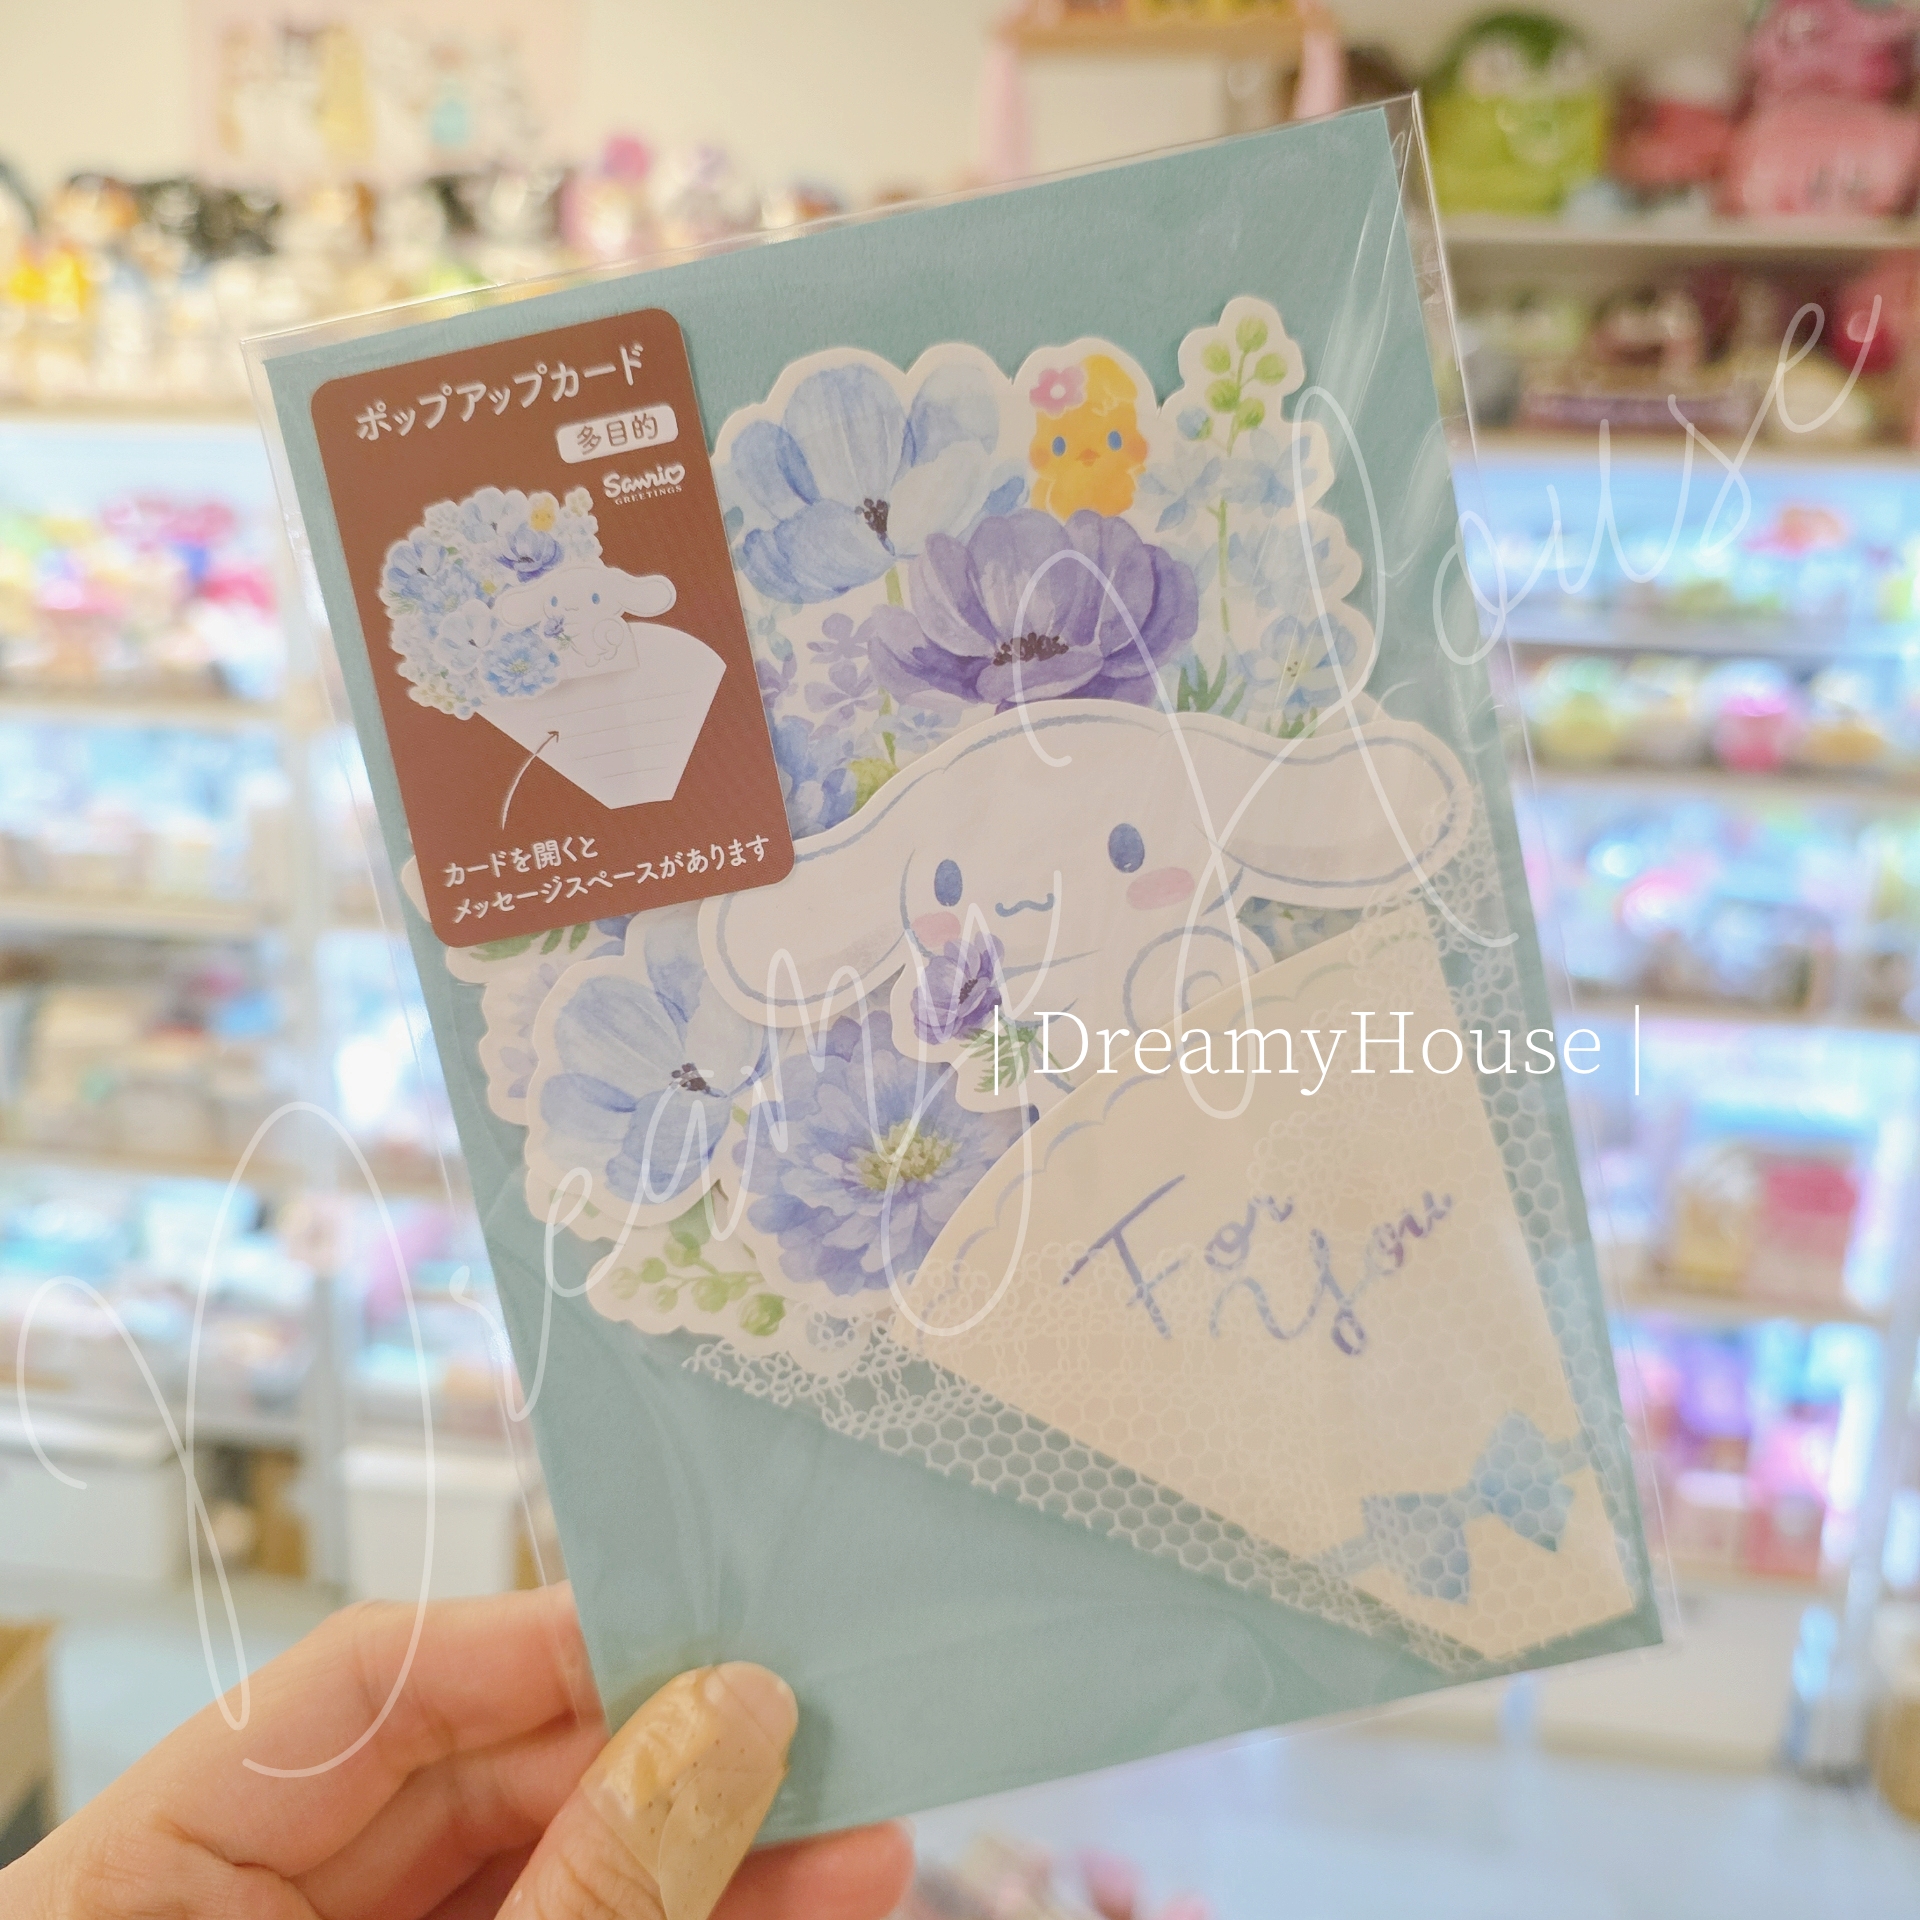 ポップアップカード
多目的
Sanrio
GREETINGS
カードを開くと
メッセージスペースがあります
Dreamy House
| DreamyHouse |
For
You